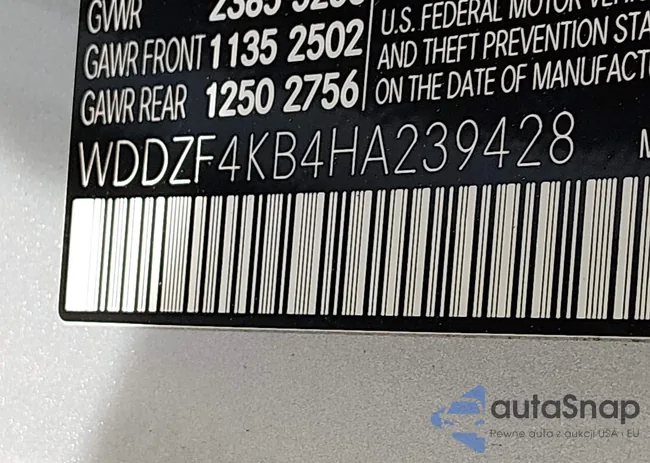 GVWR 2385
U.S. FEDERAL MOTOR
GAWR FRONT 1135 2502
AND THEFT PREVENTION
GAWR REAR 1250 2756
ON THE DATE OF
WDDZF4KB4HA239428
autaSnap
Pewne auta z aukcji USA i EU